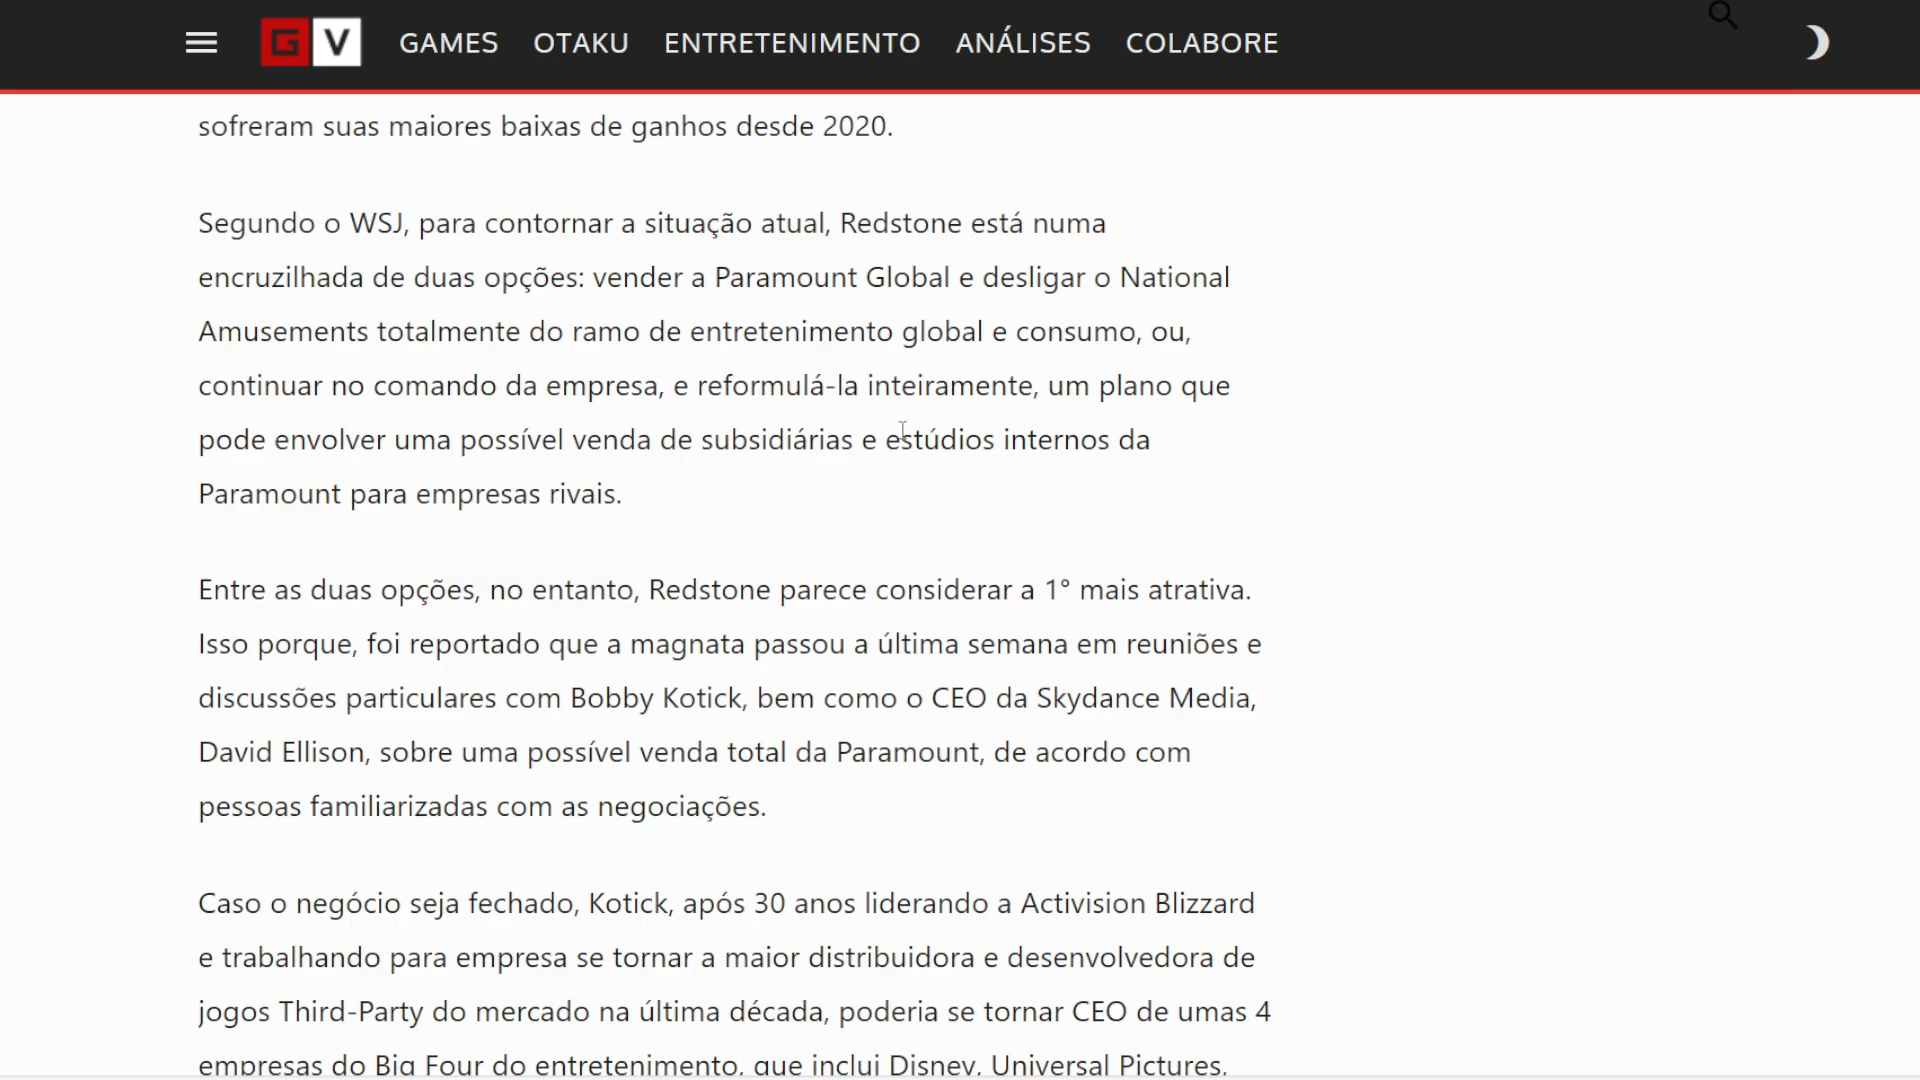 G V GAMES OTAKU ENTRETENIMENTO ANÁLISES COLABORE
sofreram suas maiores baixas de ganhos desde 2020.
Segundo o WSJ, para contornar a situação atual, Redstone está numa
encruzilhada de duas opções: vender a Paramount Global e desligar o National
Amusements totalmente do ramo de entretenimento global e consumo, ou,
continuar no comando da empresa, e reformulá-la inteiramente, um plano que
pode envolver uma possível venda de subsidiárias e estúdios internos da
Paramount para empresas rivais.
Entre as duas opções, no entanto, Redstone parece considerar a 1° mais atrativa.
Isso porque, foi reportado que a magnata passou a última semana em reuniões e
discussões particulares com Bobby Kotick, bem como o CEO da Skydance Media,
David Ellison, sobre uma possível venda total da Paramount, de acordo com
pessoas familiarizadas com as negociações.
Caso o negócio seja fechado, Kotick, após 30 anos liderando a Activision Blizzard
e trabalhando para empresa se tornar a maior distribuidora e desenvolvedora de
jogos Third-Party do mercado na última década, poderia se tornar CEO de umas 4
empresas do Big Four do entretenimento, que inclui Disney, Universal Pictures,